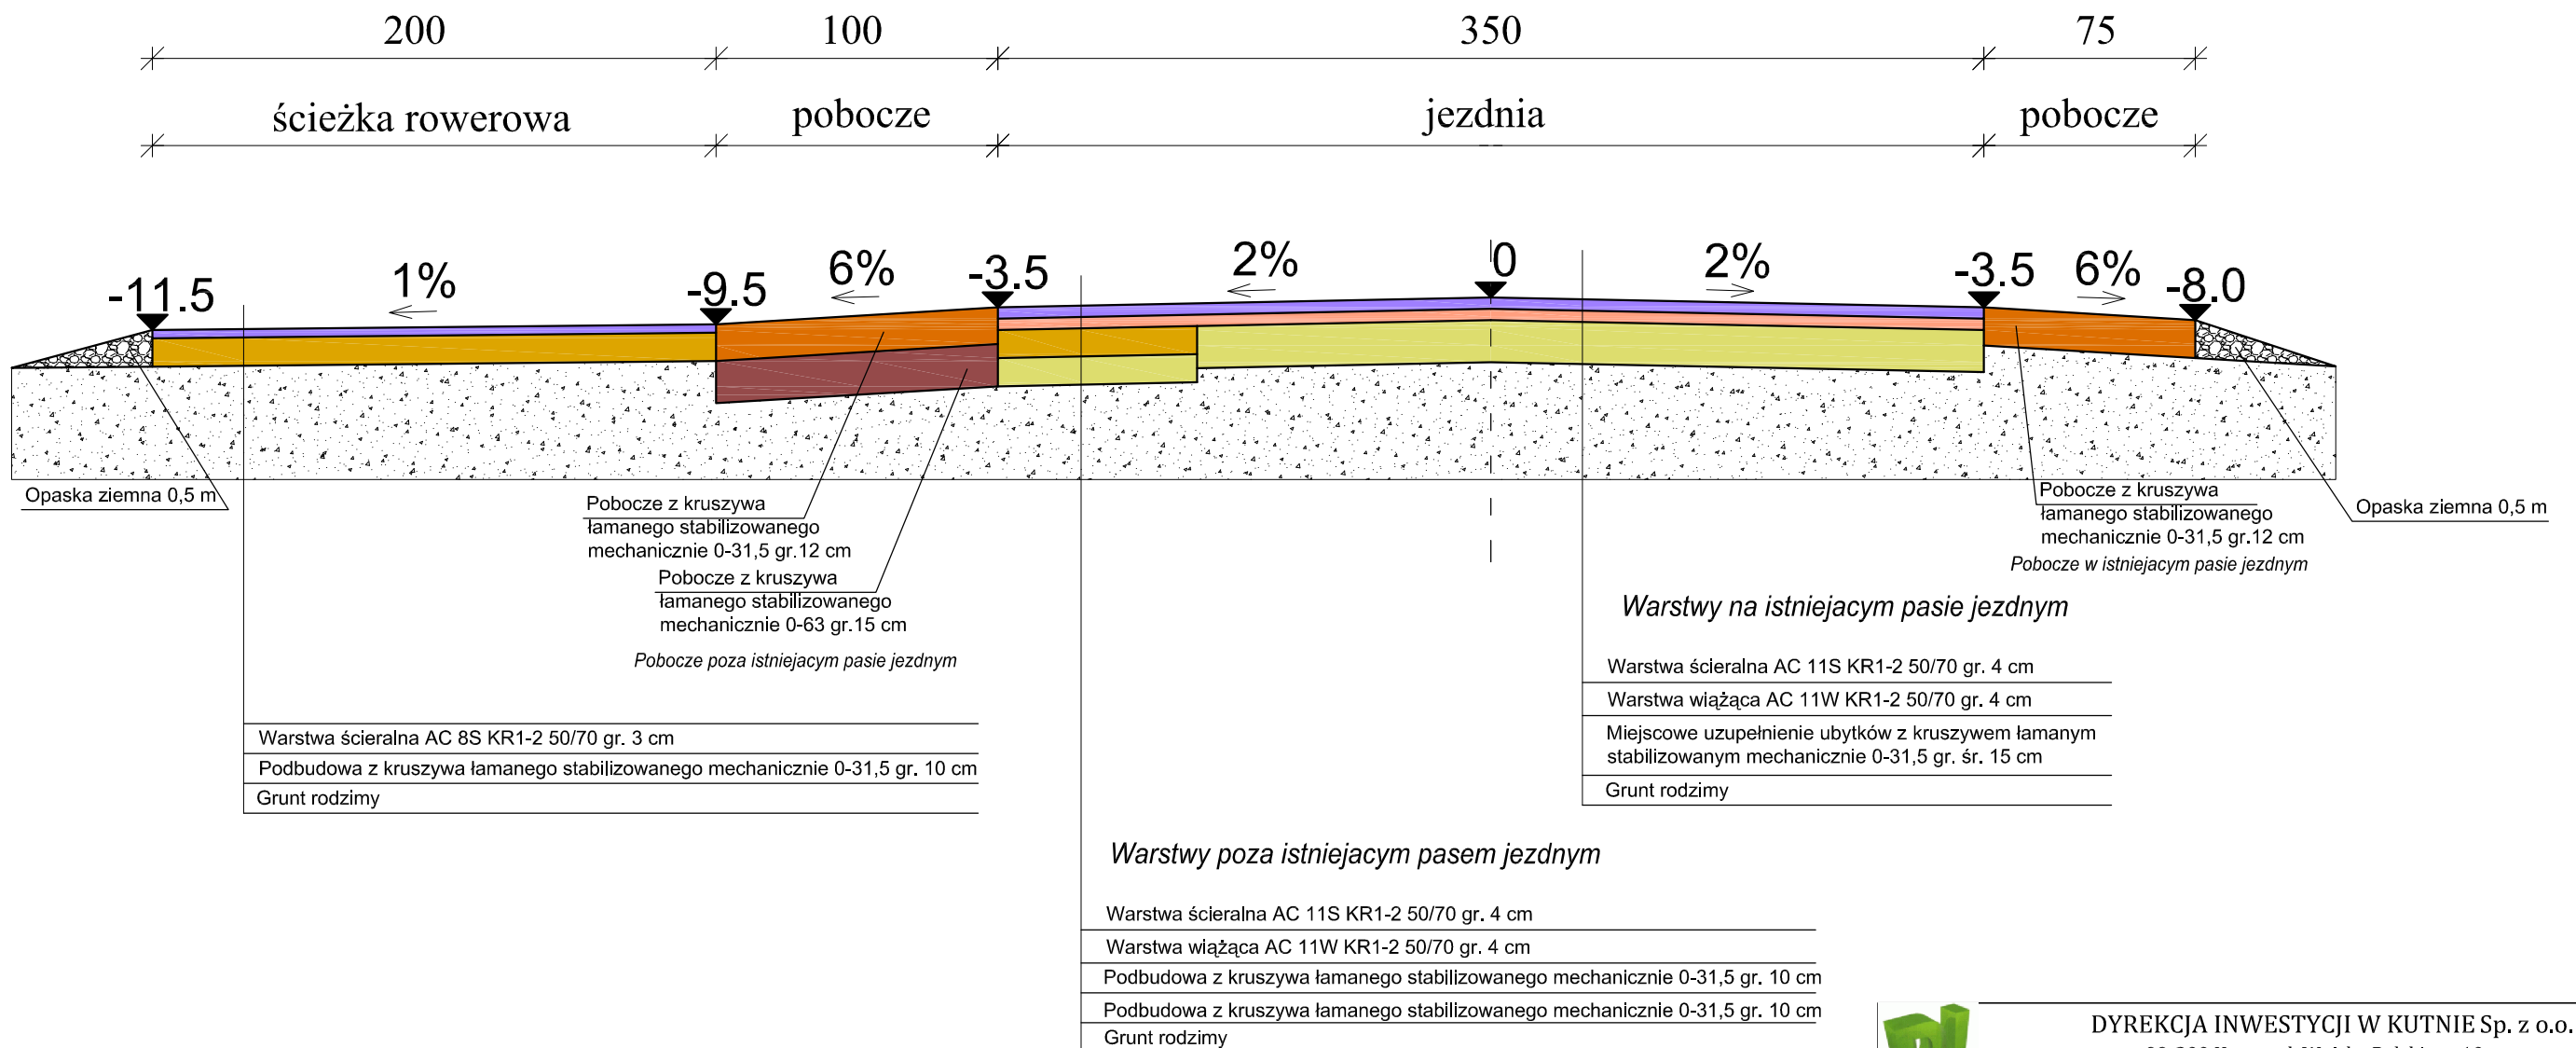 200 100 350 75
ścieżka rowerowa pobocze jezdnia pobocze
-11.5 1% -9.5 6% -3.5 2% 0 2% -3.5 6% -8.0
Opaska ziemna 0,5 m
Pobocze z kruszywa
łamanego stabilizowanego
mechanicznie 0-31,5 gr.12 cm
Pobocze z kruszywa
łamanego stabilizowanego
mechanicznie 0-63 gr.15 cm
Pobocze poza istniejacym pasie jezdnym
Pobocze z kruszywa
łamanego stabilizowanego
mechanicznie 0-31,5 gr.12 cm
Pobocze w istniejacym pasie jezdnym
Opaska ziemna 0,5 m
Warstwy na istniejacym pasie jezdnym
Warstwa ścieralna AC 11S KR1-2 50/70 gr. 4 cm
Warstwa wiążąca AC 11W KR1-2 50/70 gr. 4 cm
Miejscowe uzupełnienie ubytków z kruszywem łamanym
stabilizowanym mechanicznie 0-31,5 gr. śr. 15 cm
Grunt rodzimy
Warstwa ścieralna AC 8S KR1-2 50/70 gr. 3 cm
Podbudowa z kruszywa łamanego stabilizowanego mechanicznie 0-31,5 gr. 10 cm
Grunt rodzimy
Warstwy poza istniejacym pasem jezdnym
Warstwa ścieralna AC 11S KR1-2 50/70 gr. 4 cm
Warstwa wiążąca AC 11W KR1-2 50/70 gr. 4 cm
Podbudowa z kruszywa łamanego stabilizowanego mechanicznie 0-31,5 gr. 10 cm
Podbudowa z kruszywa łamanego stabilizowanego mechanicznie 0-31,5 gr. 10 cm
Grunt rodzimy
DYREKCJA INWESTYCJI W KUTNIE Sp. z o.o.